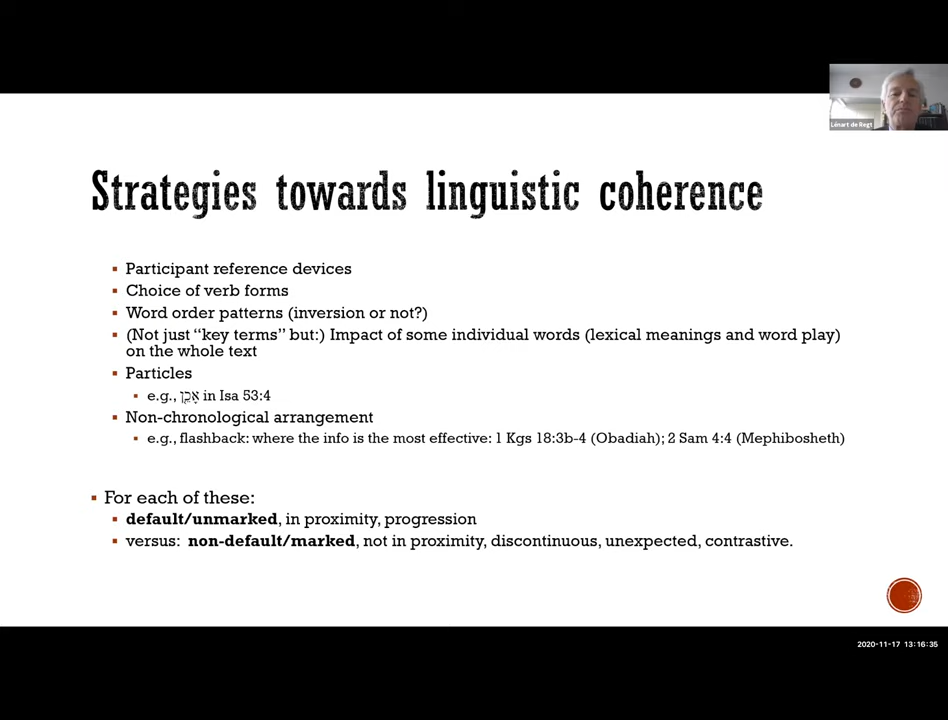 Lénart de Regt
Strategies towards linguistic coherence
▪ Participant reference devices
▪ Choice of verb forms
▪ Word order patterns (inversion or not?)
▪ (Not just “key terms” but:) Impact of some individual words (lexical meanings and word play)
on the whole text
▪ Particles
▪ e.g., אָכֵן in Isa 53:4
▪ Non-chronological arrangement
▪ e.g., flashback: where the info is the most effective: 1 Kgs 18:3b-4 (Obadiah); 2 Sam 4:4 (Mephibosheth)
▪ For each of these:
▪ default/unmarked, in proximity, progression
▪ versus: non-default/marked, not in proximity, discontinuous, unexpected, contrastive.
2020-11-17 13:16:35